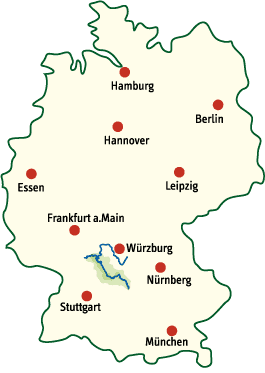 Hamburg
Berlin
Hannover
Essen
Leipzig
Frankfurt a.Main
Würzburg
Nürnberg
Stuttgart
München